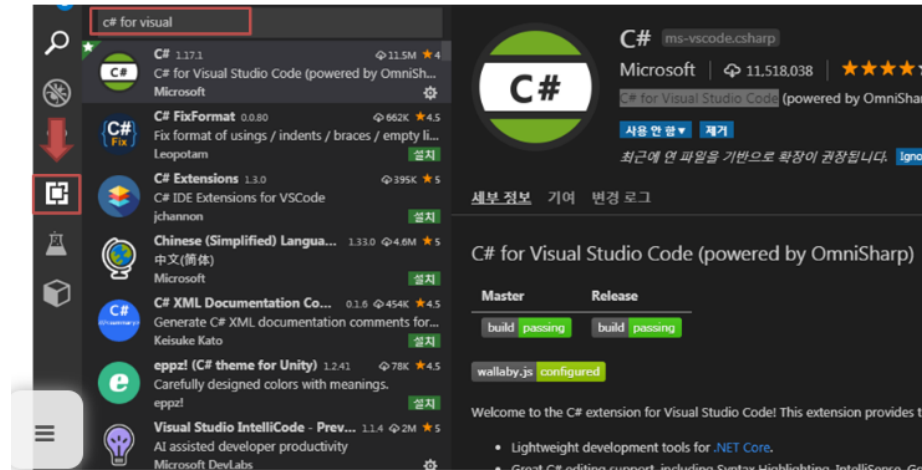 c# for visual
C# 1.17.1 11.5M ★4
C# for Visual Studio Code (powered by OmniSh...
Microsoft
C# FixFormat 0.0.80 662K ★4.5
Fix format of usings / indents / braces / empty li...
Leopotam 설치
C# Extensions 1.3.0 395K ★5
C# IDE Extensions for VSCode
jchannon 설치
Chinese (Simplified) Langua... 1.33.0 4.6M ★5
中文(简体)
Microsoft 설치
C# XML Documentation Co... 0.1.6 454K ★4.5
Generate C# XML documentation comments for...
Keisuke Kato 설치
eppz! (C# theme for Unity) 1.2.41 78K ★4.5
Carefully designed colors with meanings.
eppz! 설치
Visual Studio IntelliCode - Prev... 1.1.4 2M ★5
AI assisted developer productivity
Microsoft DevLabs
C#
C#
Fix
C#
e
C#
C# ms-vscode.csharp
Microsoft | 11,518,038 | ★★★★
C# for Visual Studio Code (powered by OmniShar
사용 안 함▼ 제거
최근에 연 파일을 기반으로 확장이 권장됩니다. Igno
세부 정보 기여 변경 로그
C# for Visual Studio Code (powered by OmniSharp)
Master Release
build passing build passing
wallaby.js configured
Welcome to the C# extension for Visual Studio Code! This extension provides t
• Lightweight development tools for .NET Core.
• Great C# editing support, including Syntax Highlighting, IntelliSense, Go